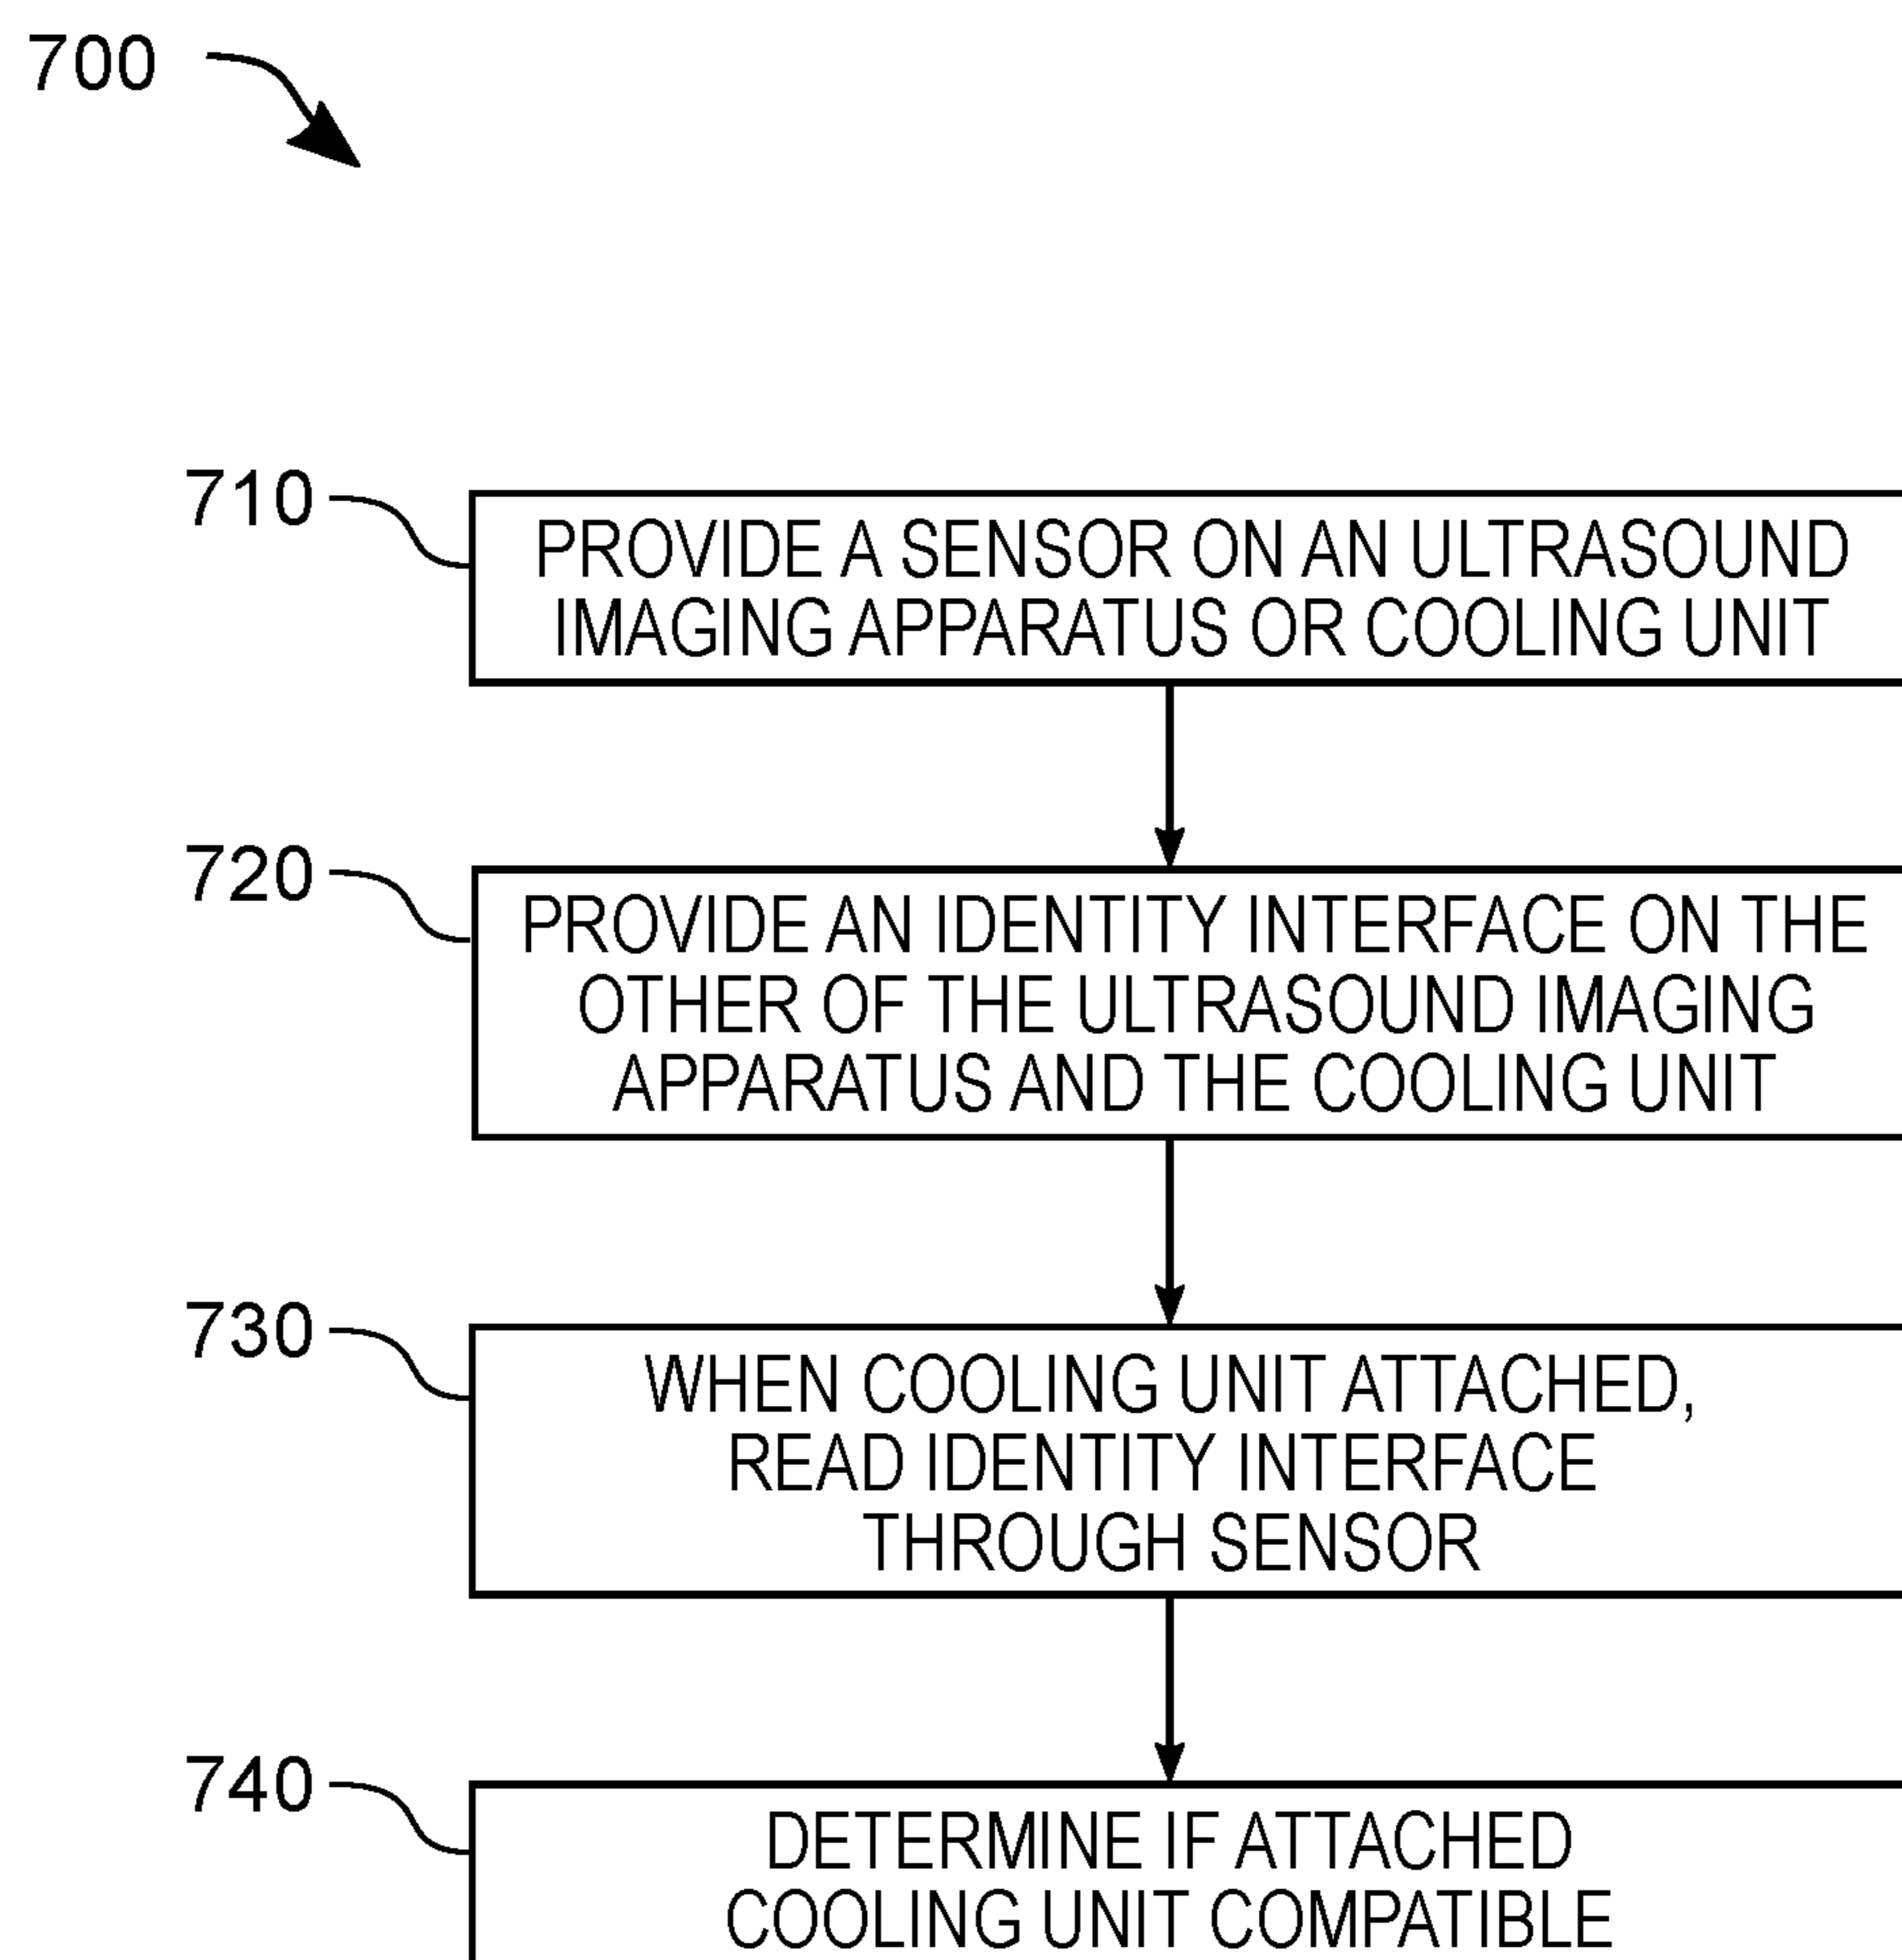 700
710
PROVIDE A SENSOR ON AN ULTRASOUND
IMAGING APPARATUS OR COOLING UNIT
720
PROVIDE AN IDENTITY INTERFACE ON THE
OTHER OF THE ULTRASOUND IMAGING
APPARATUS AND THE COOLING UNIT
730
WHEN COOLING UNIT ATTACHED,
READ IDENTITY INTERFACE
THROUGH SENSOR
740
DETERMINE IF ATTACHED
COOLING UNIT COMPATIBLE